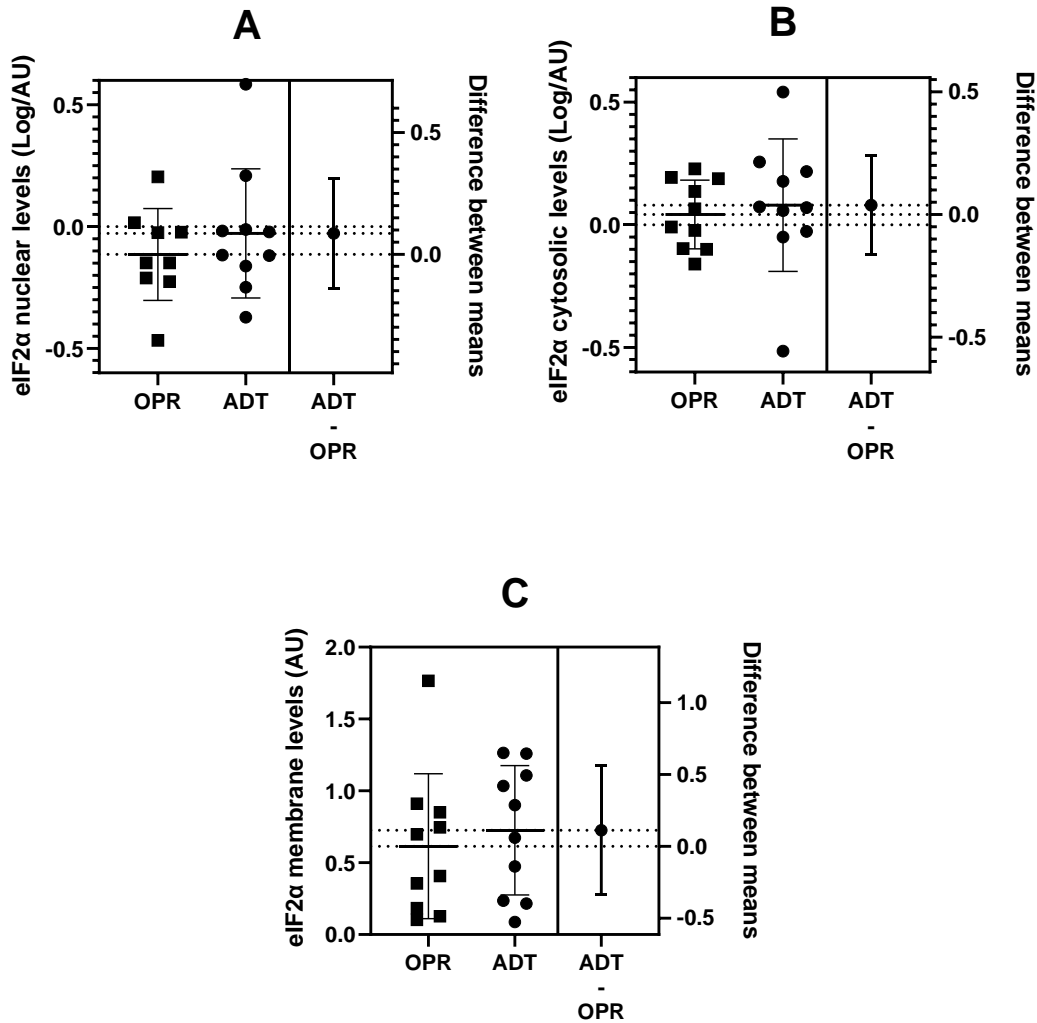 A
eIF2α nuclear levels (Log/AU)
0.5
0.0
-0.5
0.5
0.0
Difference between means
OPR
ADT
ADT
-
OPR
B
eIF2α cytosolic levels (Log/AU)
0.5
0.0
-0.5
0.5
0.0
-0.5
Difference between means
OPR
ADT
ADT
-
OPR
C
eIF2α membrane levels (AU)
2.0
1.5
1.0
0.5
0.0
1.0
0.5
0.0
-0.5
Difference between means
OPR
ADT
ADT
-
OPR